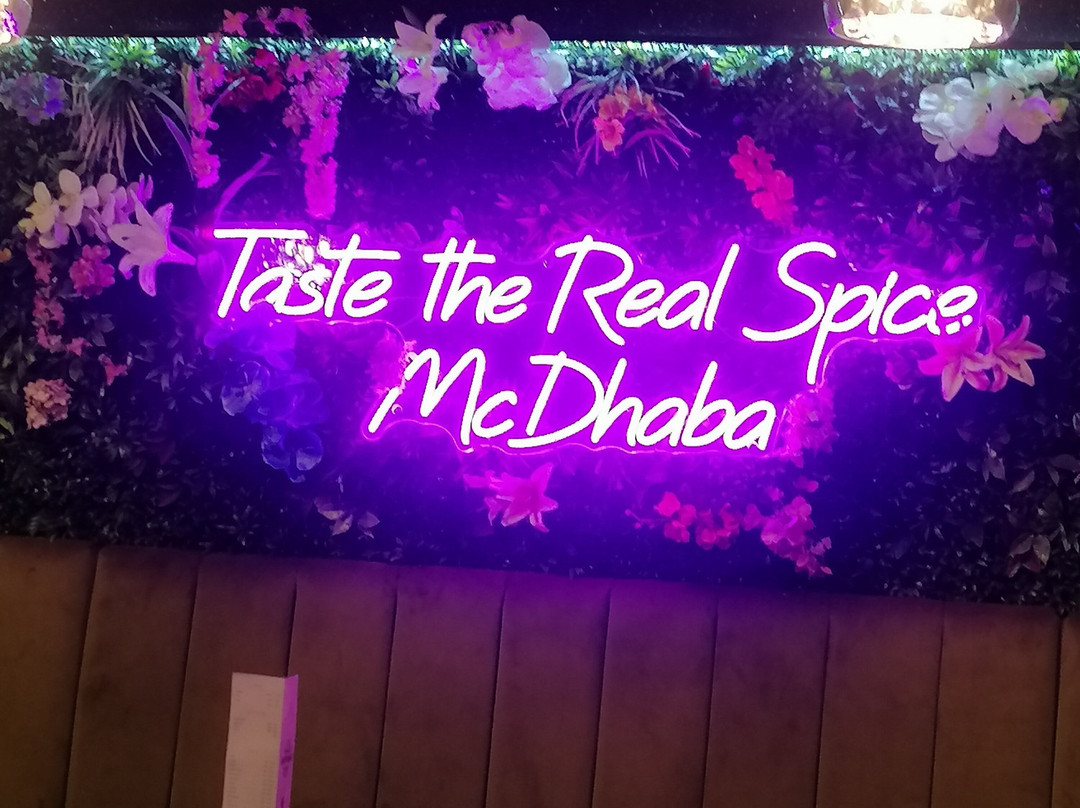 Taste the Real Spice
McDhaba